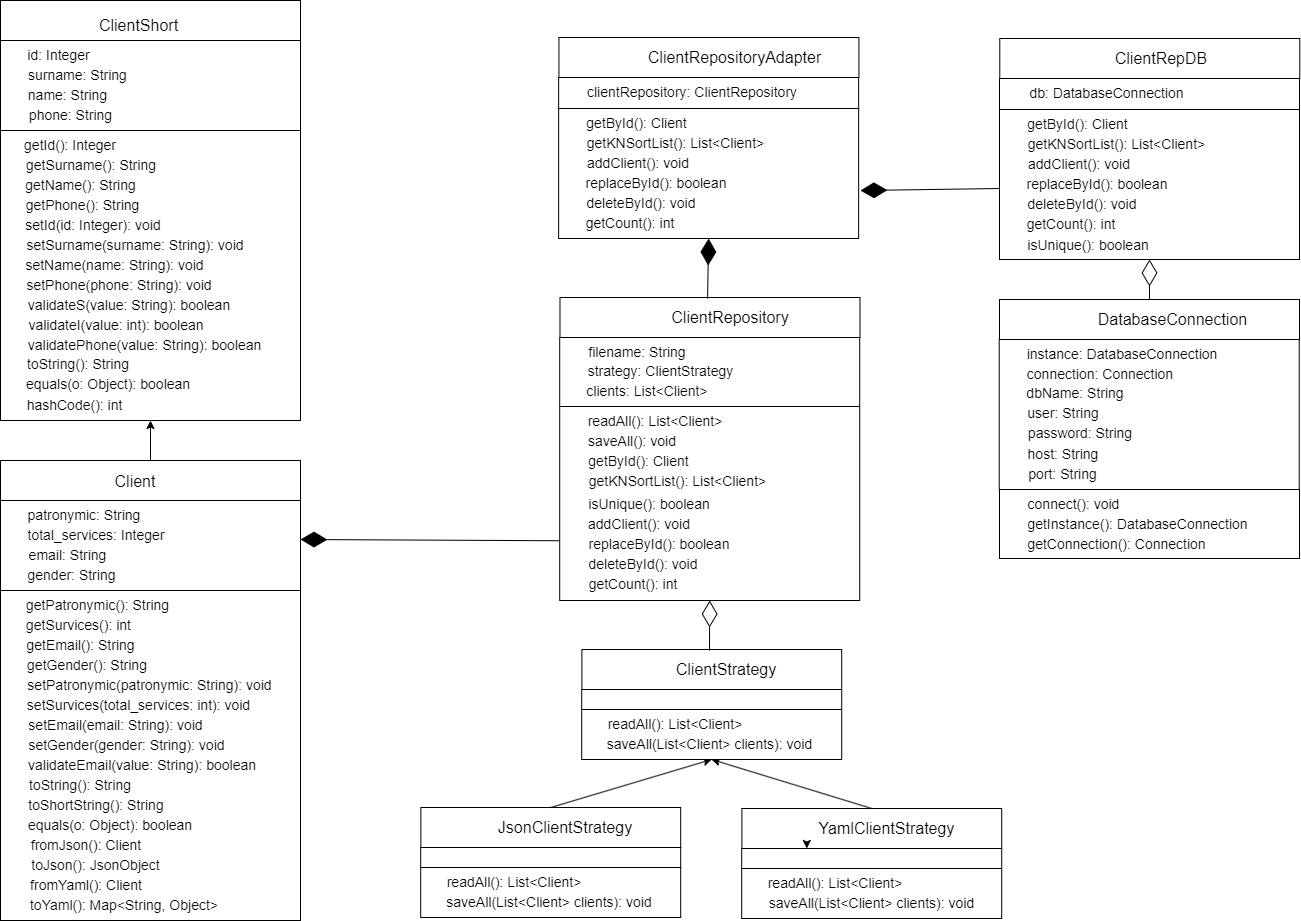 ClientShort
id: Integer
surname: String
name: String
phone: String
getId(): Integer
getSurname(): String
getName(): String
getPhone(): String
setId(id: Integer): void
setSurname(surname: String): void
setName(name: String): void
setPhone(phone: String): void
validateS(value: String): boolean
validateI(value: int): boolean
validatePhone(value: String): boolean
toString(): String
equals(o: Object): boolean
hashCode(): int
Client
patronymic: String
total_services: Integer
email: String
gender: String
getPatronymic(): String
getSurvices(): int
getEmail(): String
getGender(): String
setPatronymic(patronymic: String): void
setSurvices(total_services: int): void
setEmail(email: String): void
setGender(gender: String): void
validateEmail(value: String): boolean
toString(): String
toShortString(): String
equals(o: Object): boolean
fromJson(): Client
toJson(): JsonObject
fromYaml(): Client
toYaml(): Map<String, Object>
ClientRepositoryAdapter
clientRepository: ClientRepository
getById(): Client
getKNSortList(): List<Client>
addClient(): void
replaceById(): boolean
deleteById(): void
getCount(): int
ClientRepository
filename: String
strategy: ClientStrategy
clients: List<Client>
readAll(): List<Client>
saveAll(): void
getById(): Client
getKNSortList(): List<Client>
isUnique(): boolean
addClient(): void
replaceById(): boolean
deleteById(): void
getCount(): int
ClientStrategy
readAll(): List<Client>
saveAll(List<Client> clients): void
JsonClientStrategy
readAll(): List<Client>
saveAll(List<Client> clients): void
YamlClientStrategy
readAll(): List<Client>
saveAll(List<Client> clients): void
ClientRepDB
db: DatabaseConnection
getById(): Client
getKNSortList(): List<Client>
addClient(): void
replaceById(): boolean
deleteById(): void
getCount(): int
isUnique(): boolean
DatabaseConnection
instance: DatabaseConnection
connection: Connection
dbName: String
user: String
password: String
host: String
port: String
connect(): void
getInstance(): DatabaseConnection
getConnection(): Connection